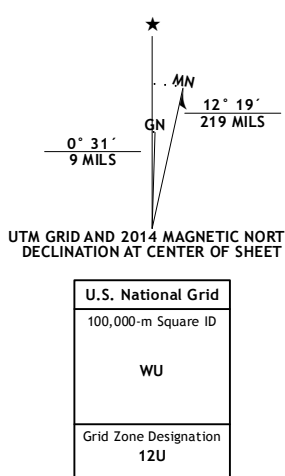 ★
MN
GN
12° 19´
219 MILS
0° 31´
9 MILS
UTM GRID AND 2014 MAGNETIC NORT
DECLINATION AT CENTER OF SHEET
U.S. National Grid
100,000-m Square ID
WU
Grid Zone Designation
12U